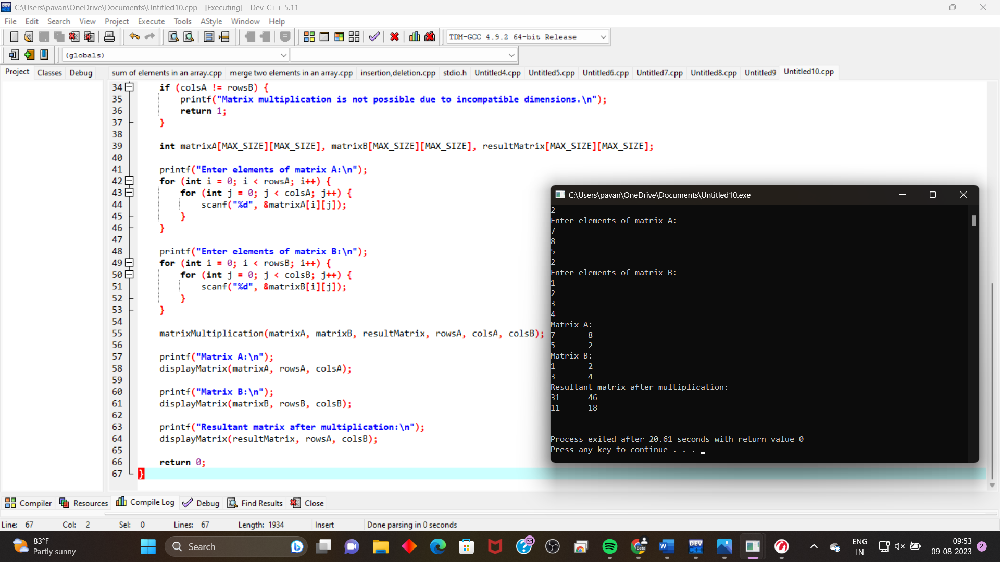 C:\Users\pavan\OneDrive\Documents\Untitled10.cpp - [Executing] - Dev-C++ 5.11
File Edit Search View Project Execute Tools AStyle Window Help
TDM-GCC 4.9.2 64-bit Release
(globals)
Project Classes Debug
sum of elements in an array.cpp merge two elements in an array.cpp insertion,deletion.cpp stdio.h Untitled4.cpp Untitled5.cpp Untitled6.cpp Untitled7.cpp Untitled8.cpp Untitled9 Untitled10.cpp
34 if (colsA != rowsB) {
35 printf("Matrix multiplication is not possible due to incompatible dimensions.\n");
36 return 1;
37 }
38
39 int matrixA[MAX_SIZE][MAX_SIZE], matrixB[MAX_SIZE][MAX_SIZE], resultMatrix[MAX_SIZE][MAX_SIZE];
40
41 printf("Enter elements of matrix A:\n");
42 for (int i = 0; i < rowsA; i++) {
43 for (int j = 0; j < colsA; j++) {
44 scanf("%d", &matrixA[i][j]);
45 }
46 }
47
48 printf("Enter elements of matrix B:\n");
49 for (int i = 0; i < rowsB; i++) {
50 for (int j = 0; j < colsB; j++) {
51 scanf("%d", &matrixB[i][j]);
52 }
53 }
54
55 matrixMultiplication(matrixA, matrixB, resultMatrix, rowsA, colsA, colsB);
56
57 printf("Matrix A:\n");
58 displayMatrix(matrixA, rowsA, colsA);
59
60 printf("Matrix B:\n");
61 displayMatrix(matrixB, rowsB, colsB);
62
63 printf("Resultant matrix after multiplication:\n");
64 displayMatrix(resultMatrix, rowsA, colsB);
65
66 return 0;
67 }
C:\Users\pavan\OneDrive\Documents\Untitled10.exe
2
Enter elements of matrix A:
7
8
5
2
Enter elements of matrix B:
1
2
3
4
Matrix A:
7 8
5 2
Matrix B:
1 2
3 4
Resultant matrix after multiplication:
31 46
11 18
--------------------------------
Process exited after 20.61 seconds with return value 0
Press any key to continue . . .
Compiler Resources Compile Log Debug Find Results Close
Line: 67 Col: 2 Sel: 0 Lines: 67 Length: 1934 Insert Done parsing in 0 seconds
83°F
Partly sunny
Search
Beta
DEV
C++
ENG
IN
09:53
09-08-2023
2